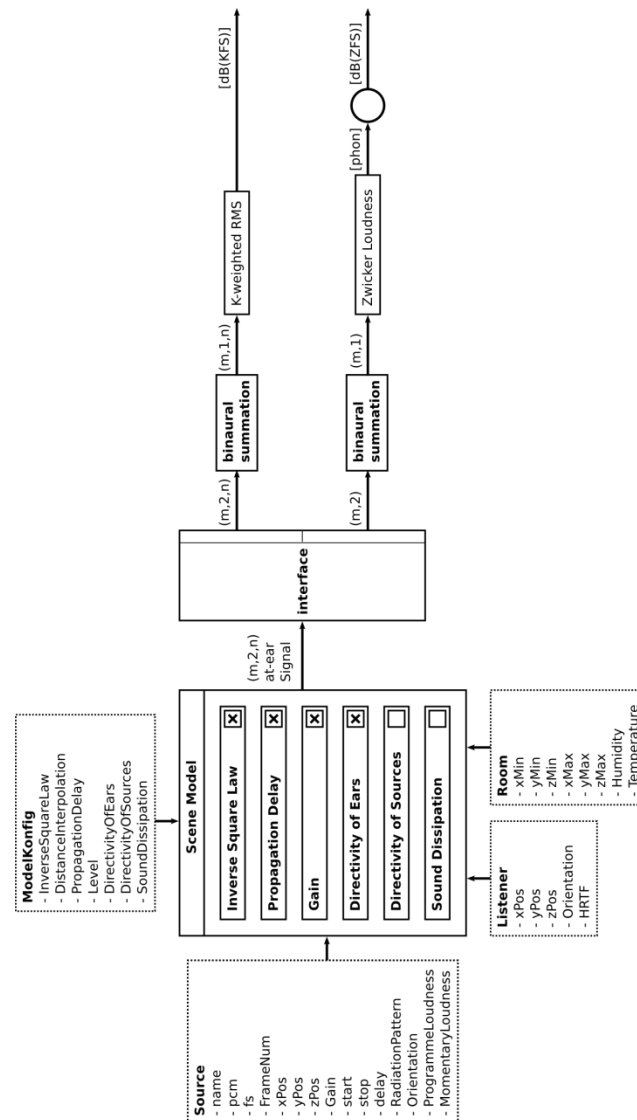 Source
- name
- pcm
- fs
- FrameNum
- xPos
- yPos
- zPos
- Gain
- start
- stop
- delay
- RadiationPattern
- Orientation
- ProgrammeLoudness
- MomentaryLoudness
ModelKonfig
- InverseSquareLaw
- DistanceInterpolation
- PropagationDelay
- Level
- DirectivityOfEars
- DirectivityOfSources
- SoundDissipation
Scene Model
Inverse Square Law
Propagation Delay
Gain
Directivity of Ears
Directivity of Sources
Sound Dissipation
Listener
- xPos
- yPos
- zPos
- Orientation
- HRTF
Room
- xMin
- yMin
- zMin
- xMax
- yMax
- zMax
- Humidity
- Temperature
(m,2,n)
at-ear
Signal
interface
(m,2,n)
binaural
summation
(m,1,n)
K-weighted RMS
[dB(KFS)]
(m,2)
binaural
summation
(m,1)
Zwicker Loudness
[phon]
[dB(ZFS)]